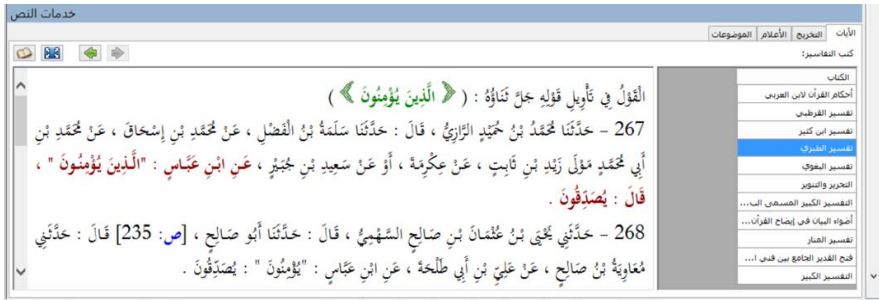 خدمات النص
الآيات التخريج الأعلام الموضوعات
كتب التفاسير:
الكتاب
أحكام القرآن لابن العربي
تفسير القرطبي
تفسير ابن كثير
تفسير الطبري
تفسير البغوي
التحرير والتنوير
التفسير الكبير المسمى الب...
أضواء البيان في إيضاح القرآن...
تفسير المنار
فتح القدير الجامع بين فني ا...
التفسير الكبير
الْقَوْلُ فِي تَأْوِيلِ قَوْلِهِ جَلَّ ثَنَاؤُهُ : ( ﴿ الَّذِينَ يُؤْمِنُونَ ﴾ )
267 - حَدَّثَنَا مُحَمَّدُ بْنُ حُمَيْدٍ الرَّازِيُّ ، قَالَ : حَدَّثَنَا سَلَمَةُ بْنُ الْفَضْلِ ، عَنْ مُحَمَّدِ بْنِ إِسْحَاقَ ، عَنْ مُحَمَّدِ بْنِ
أَبِي مُحَمَّدٍ مَوْلَى زَيْدِ بْنِ ثَابِتٍ ، عَنْ عِكْرِمَةَ ، أَوْ عَنْ سَعِيدِ بْنِ جُبَيْرٍ ، عَنِ ابْنِ عَبَّاسٍ : "الَّذِينَ يُؤْمِنُونَ " ،
قَالَ : يُصَدِّقُونَ .
268 - حَدَّثَنِي يَحْيَى بْنُ عُثْمَانَ بْنِ صَالِحٍ السَّهْمِيُّ ، قَالَ : حَدَّثَنَا أَبُو صَالِحٍ ، [ص: 235] قَالَ : حَدَّثَنِي
مُعَاوِيَةُ بْنُ صَالِحٍ ، عَنْ عَلِيِّ بْنِ أَبِي طَلْحَةَ ، عَنِ ابْنِ عَبَّاسٍ : "يُؤْمِنُونَ " : يُصَدِّقُونَ .